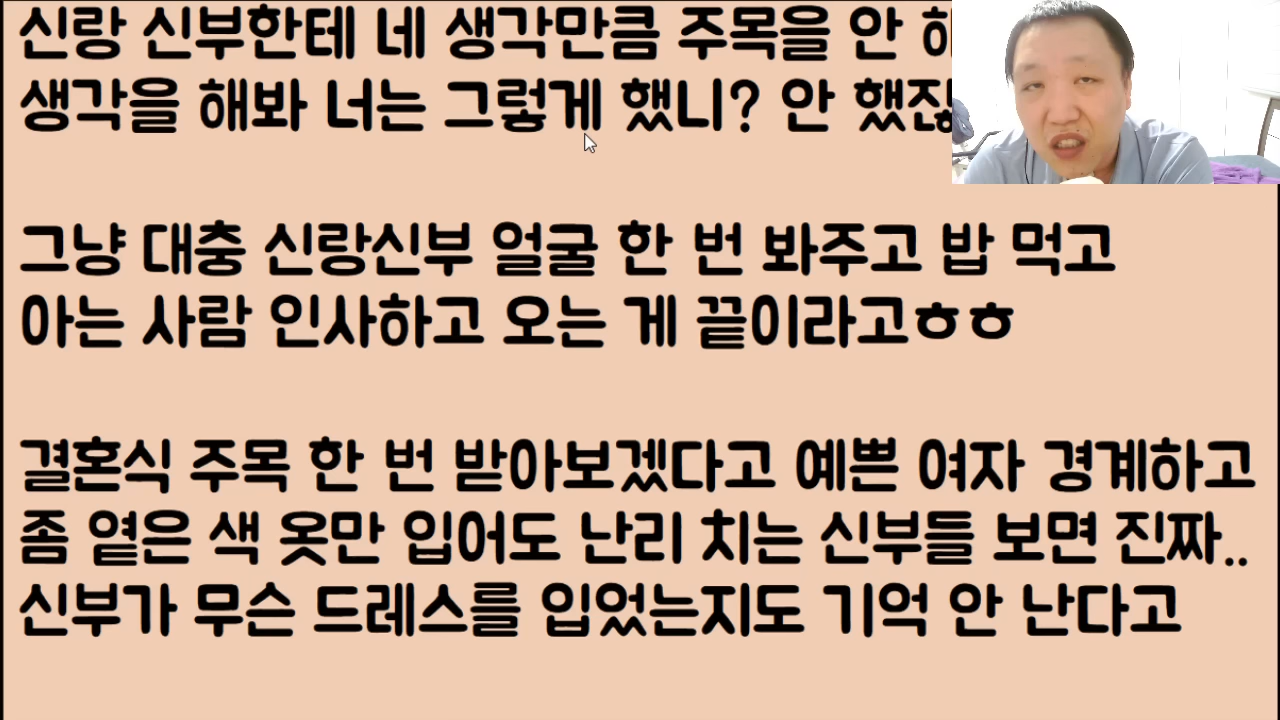 신랑 신부한테 네 생각만큼 주목을 안
생각을 해봐 너는 그렇게 했니? 안
그냥 대충 신랑신부 얼굴 한 번 봐주고 밥 먹고
아는 사람 인사하고 오는 게 끝이라고ㅎㅎ
결혼식 주목 한 번 받아보겠다고 예쁜 여자 경계하고
좀 옅은 색 옷만 입어도 난리 치는 신부들 보면 진짜..
신부가 무슨 드레스를 입었는지도 기억 안 난다고